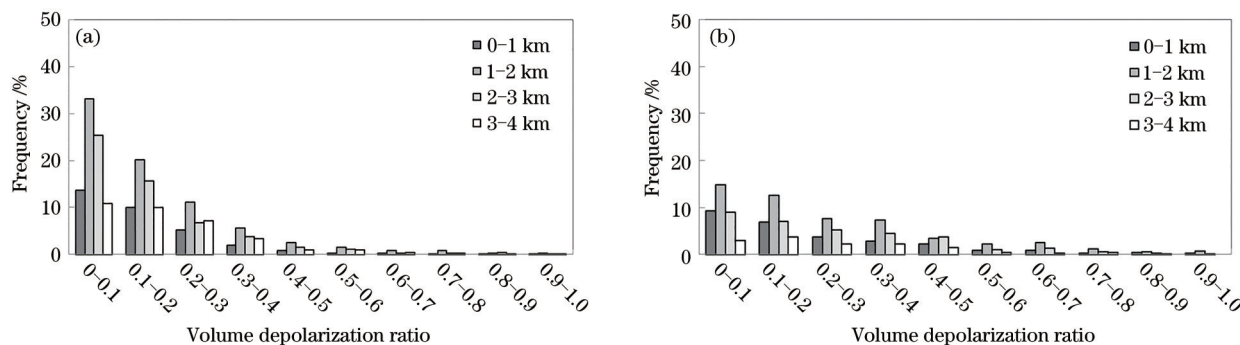 (a)
50
40
30
20
10
0
Frequency /%
0–1 km
1–2 km
2–3 km
3–4 km
0–0.1
0.1–0.2
0.2–0.3
0.3–0.4
0.4–0.5
0.5–0.6
0.6–0.7
0.7–0.8
0.8–0.9
0.9–1.0
Volume depolarization ratio
(b)
50
40
30
20
10
0
Frequency /%
0–1 km
1–2 km
2–3 km
3–4 km
0–0.1
0.1–0.2
0.2–0.3
0.3–0.4
0.4–0.5
0.5–0.6
0.6–0.7
0.7–0.8
0.8–0.9
0.9–1.0
Volume depolarization ratio